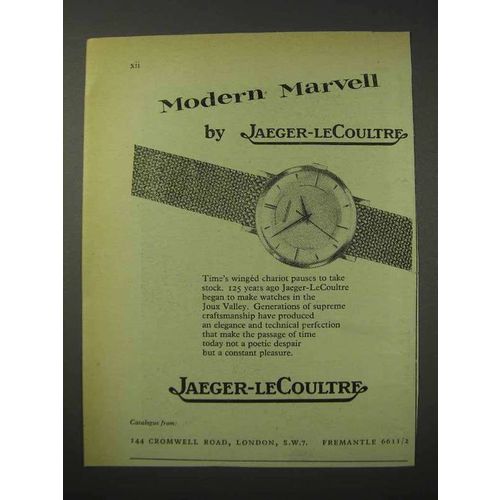 xii
Modern Marvell
by JAEGER-LECOULTRE
Time's wingéd chariot pauses to take
stock. 125 years ago Jaeger-LeCoultre
began to make watches in the
Joux Valley. Generations of supreme
craftsmanship have produced
an elegance and technical perfection
that make the passage of time
today not a poetic despair
but a constant pleasure.
JAEGER-LECOULTRE
Catalogue from:
144 CROMWELL ROAD, LONDON, S.W.7. FREMANTLE 6611/2